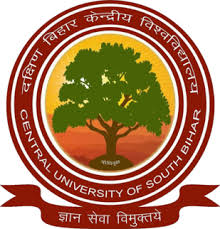 दक्षिण बिहार केन्द्रीय विश्वविद्यालय
CENTRAL UNIVERSITY OF SOUTH BIHAR
ज्ञान सेवा विमुक्तये